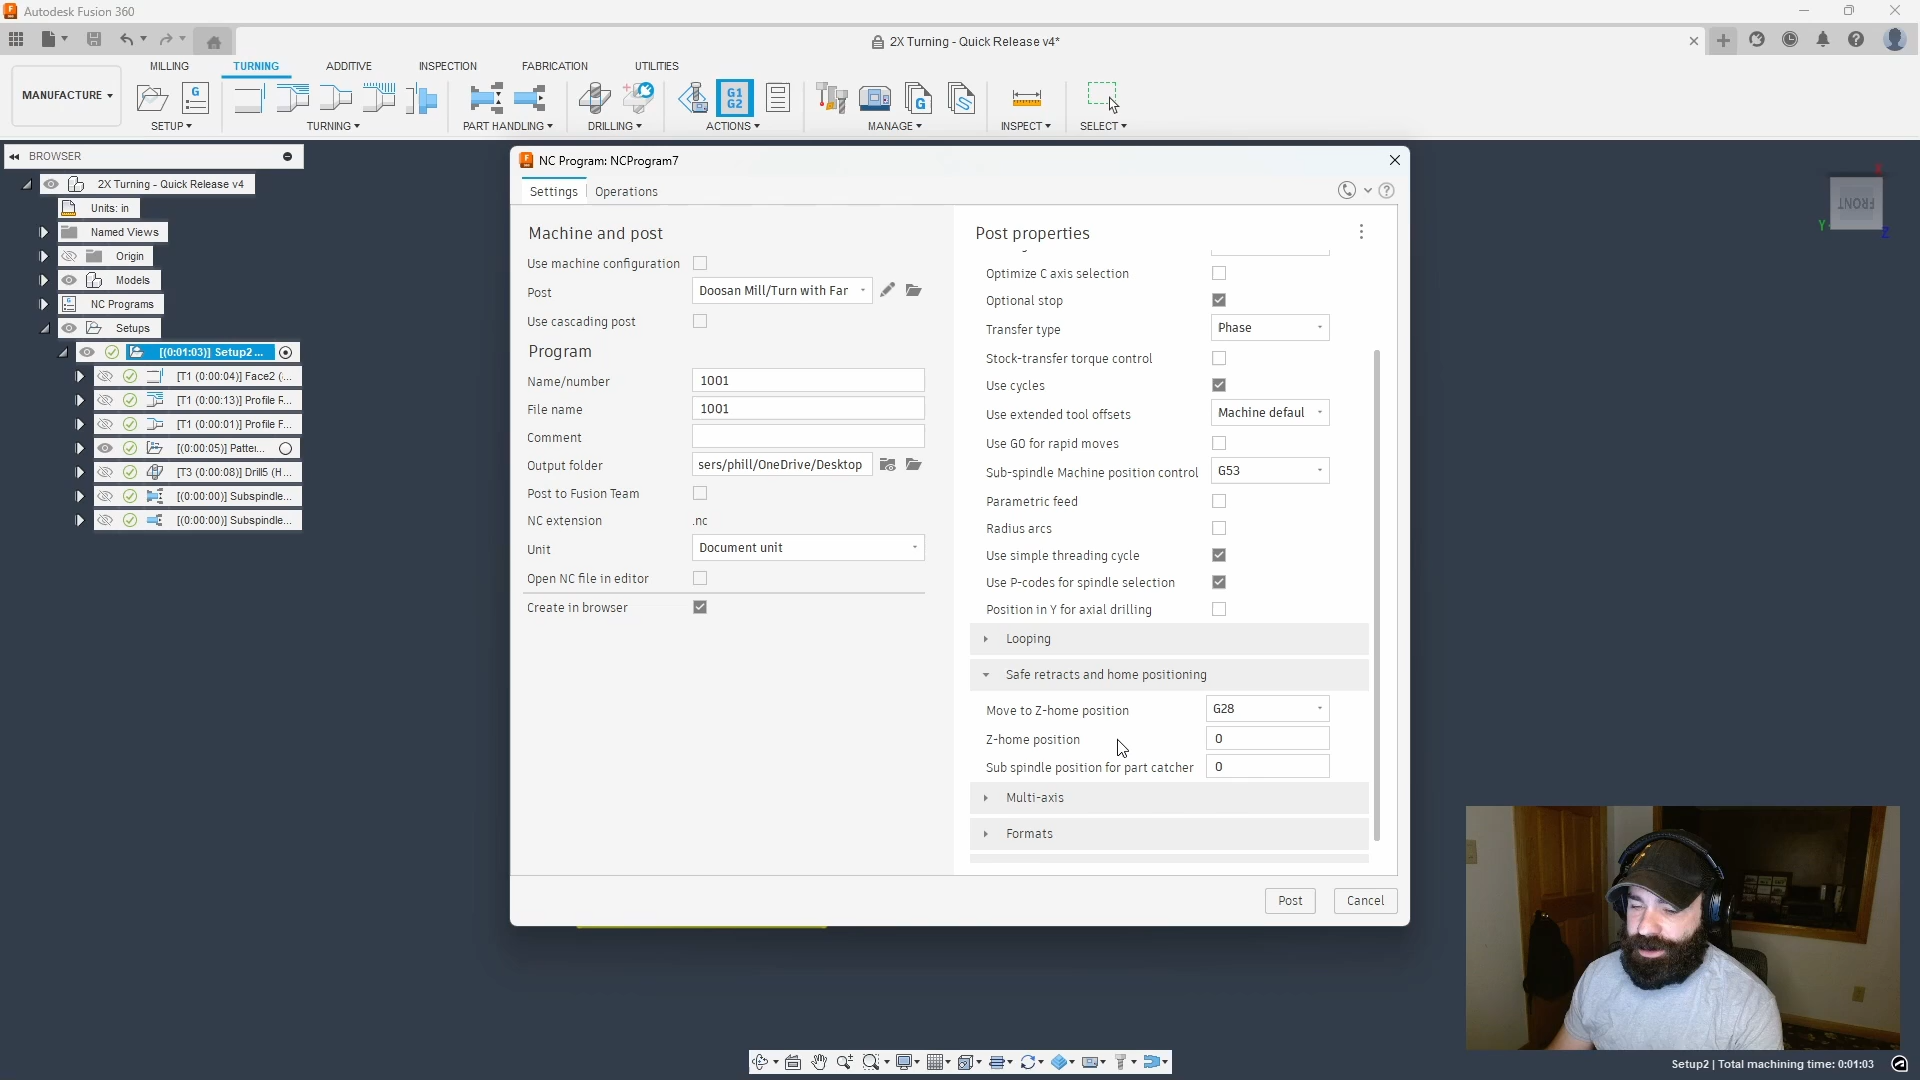 Autodesk Fusion 360
2X Turning - Quick Release v4*
MILLING
TURNING
ADDITIVE
INSPECTION
FABRICATION
UTILITIES
MANUFACTURE
SETUP
TURNING
PART HANDLING
DRILLING
G1
G2
ACTIONS
MANAGE
INSPECT
SELECT
BROWSER
2X Turning - Quick Release v4
Units: in
Named Views
Origin
Models
NC Programs
Setups
[(0:01:03)] Setup2 ...
[T1 (0:00:04)] Face2 (...
[T1 (0:00:13)] Profile R...
[T1 (0:00:01)] Profile F...
[(0:00:05)] Patter...
[T3 (0:00:08)] Drill5 (H...
[(0:00:00)] Subspindle...
[(0:00:00)] Subspindle...
NC Program: NCProgram7
Settings
Operations
Machine and post
Use machine configuration
Post
Doosan Mill/Turn with Far
Use cascading post
Program
Name/number
1001
File name
1001
Comment
Output folder
sers/phill/OneDrive/Desktop
Post to Fusion Team
NC extension
.nc
Unit
Document unit
Open NC file in editor
Create in browser
Post properties
Optimize C axis selection
Optional stop
Transfer type
Phase
Stock-transfer torque control
Use cycles
Use extended tool offsets
Machine defaul
Use G0 for rapid moves
Sub-spindle Machine position control
G53
Parametric feed
Radius arcs
Use simple threading cycle
Use P-codes for spindle selection
Position in Y for axial drilling
Looping
Safe retracts and home positioning
Move to Z-home position
G28
Z-home position
0
Sub spindle position for part catcher
0
Multi-axis
Formats
Post
Cancel
FRONT
Y
Z
Setup2 | Total machining time: 0:01:03